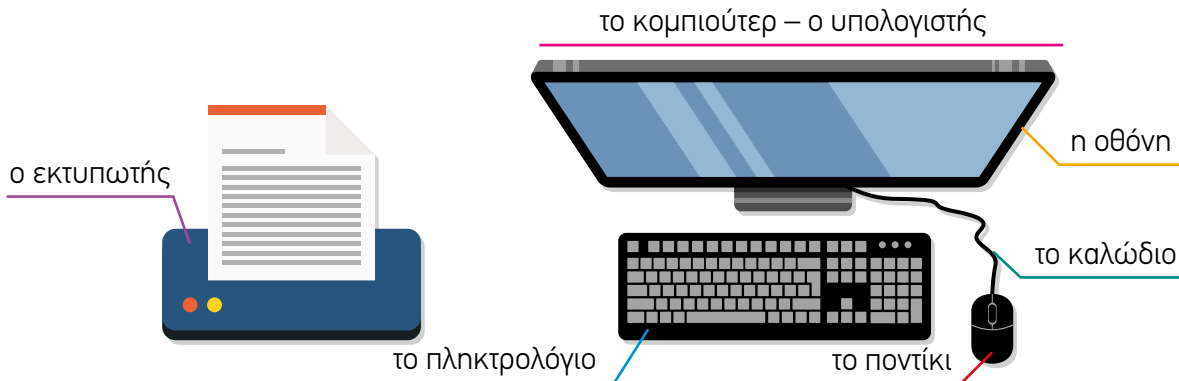 το κομπιούτερ – ο υπολογιστής
η οθόνη
ο εκτυπωτής
το καλώδιο
το πληκτρολόγιο
το ποντίκι